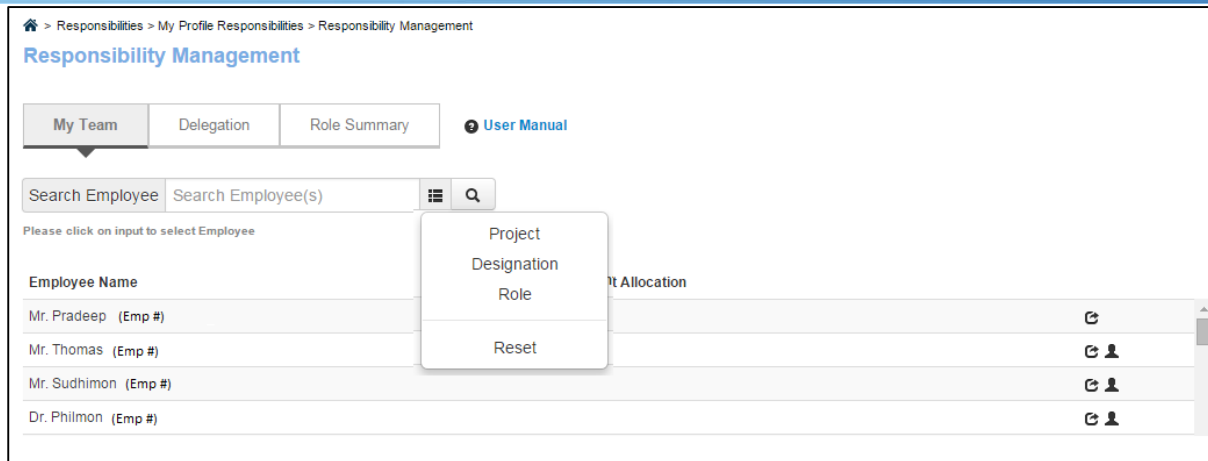 > Responsibilities > My Profile Responsibilities > Responsibility Management
Responsibility Management
My Team Delegation Role Summary ? User Manual
Search Employee Search Employee(s)
Please click on input to select Employee
Project
Designation
Role
Reset
Employee Name Allocation
Mr. Pradeep (Emp #)
Mr. Thomas (Emp #)
Mr. Sudhimon (Emp #)
Dr. Philmon (Emp #)